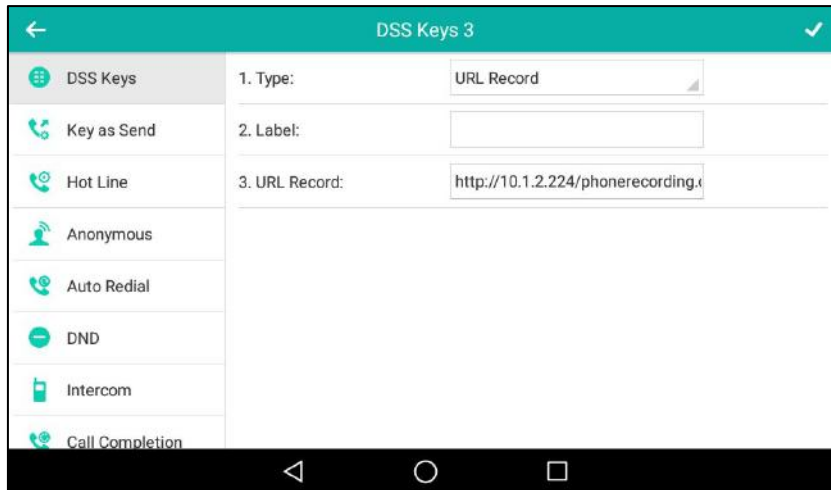 DSS Keys 3
DSS Keys
1. Type:
URL Record
Key as Send
2. Label:
Hot Line
3. URL Record:
http://10.1.2.224/phonerecording.
Anonymous
Auto Redial
DND
Intercom
Call Completion